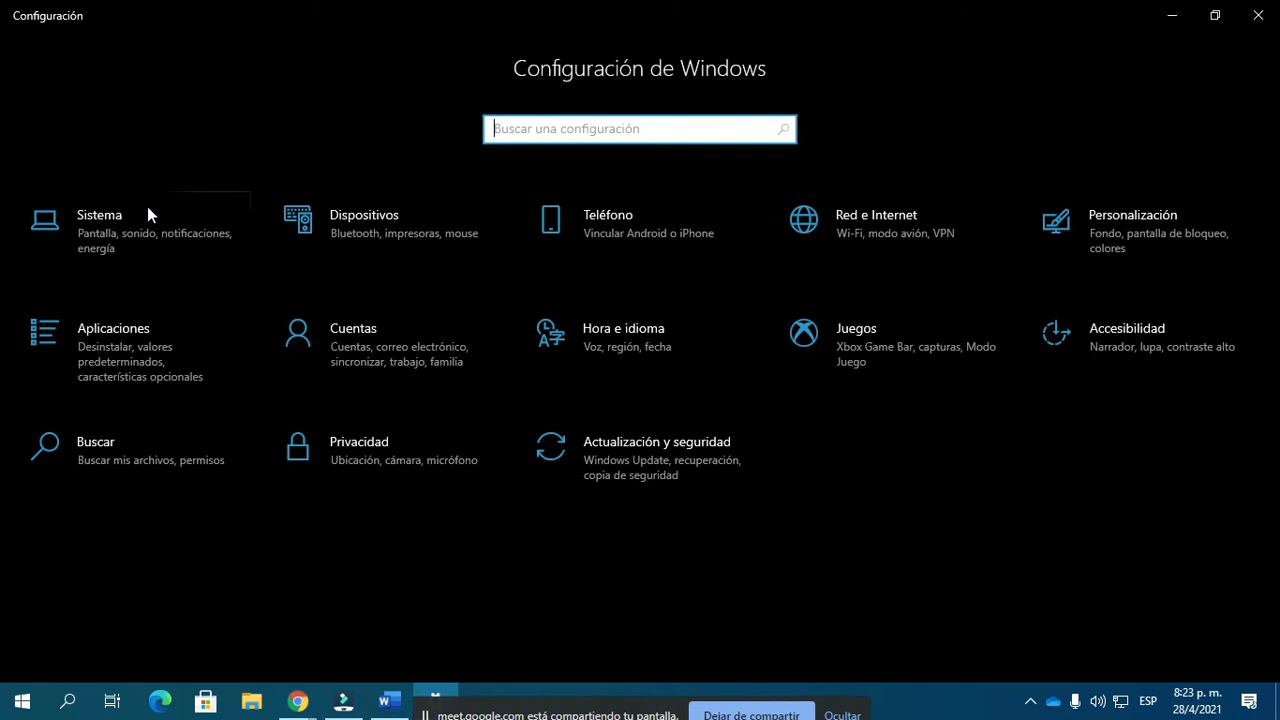 Configuración
Configuración de Windows
Buscar una configuración
Sistema
Pantalla, sonido, notificaciones,
energía
Dispositivos
Bluetooth, impresoras, mouse
Teléfono
Vincular Android o iPhone
Red e Internet
Wi-Fi, modo avión, VPN
Personalización
Fondo, pantalla de bloqueo,
colores
Aplicaciones
Desinstalar, valores
predeterminados,
características opcionales
Cuentas
Cuentas, correo electrónico,
sincronizar, trabajo, familia
Hora e idioma
Voz, región, fecha
Juegos
Xbox Game Bar, capturas, Modo
Juego
Accesibilidad
Narrador, lupa, contraste alto
Buscar
Buscar mis archivos, permisos
Privacidad
Ubicación, cámara, micrófono
Actualización y seguridad
Windows Update, recuperación,
copia de seguridad
meet.google.com está compartiendo tu pantalla.
Dejar de compartir
Ocultar
ESP
8:23 p. m.
28/4/2021